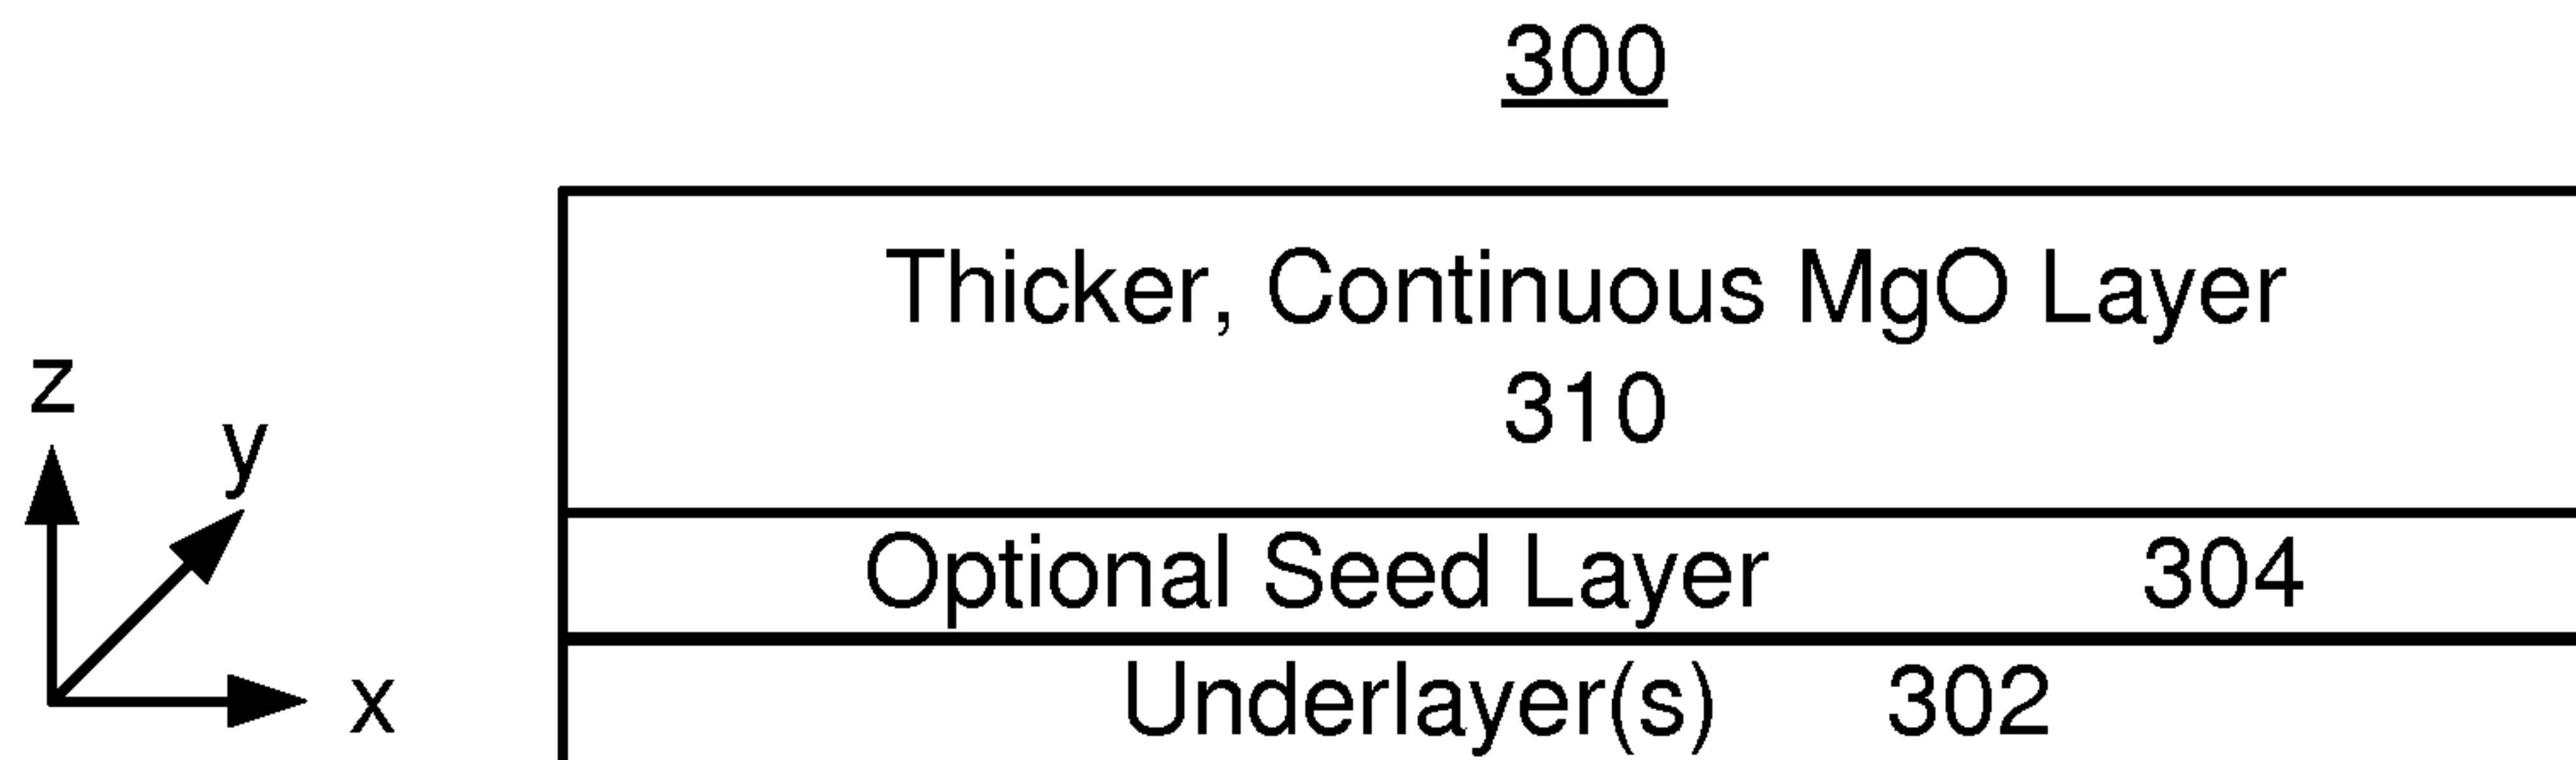 300
Thicker, Continuous MgO Layer
310
z
y
Optional Seed Layer 304
Underlayer(s) 302
x